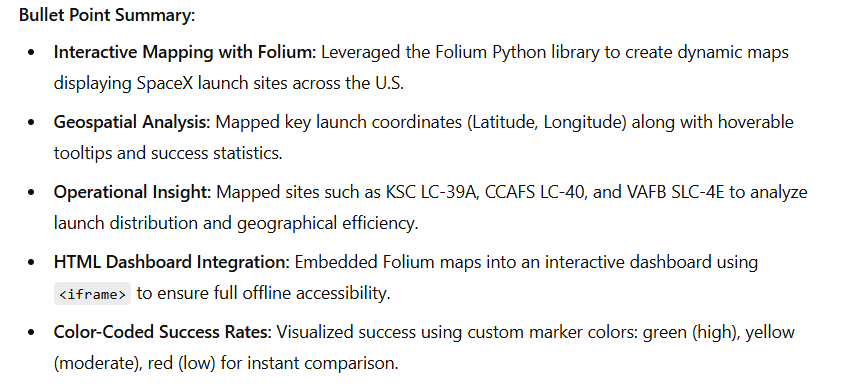 Bullet Point Summary:
• Interactive Mapping with Folium: Leveraged the Folium Python library to create dynamic maps
displaying SpaceX launch sites across the U.S.
• Geospatial Analysis: Mapped key launch coordinates (Latitude, Longitude) along with hoverable
tooltips and success statistics.
• Operational Insight: Mapped sites such as KSC LC-39A, CCAFS LC-40, and VAFB SLC-4E to analyze
launch distribution and geographical efficiency.
• HTML Dashboard Integration: Embedded Folium maps into an interactive dashboard using
<iframe> to ensure full offline accessibility.
• Color-Coded Success Rates: Visualized success using custom marker colors: green (high), yellow
(moderate), red (low) for instant comparison.